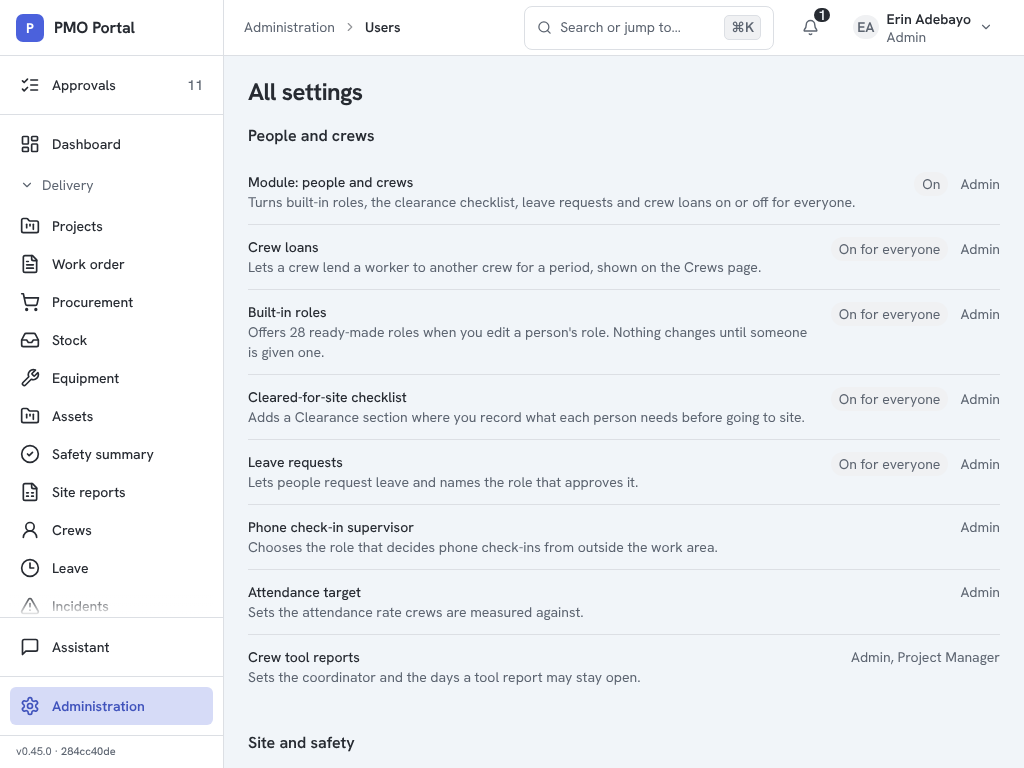 P PMO Portal
Administration > Users
Search or jump to... ⌘K
1
EA
Erin Adebayo
Admin
Approvals 11
Dashboard
Delivery
Projects
Work order
Procurement
Stock
Equipment
Assets
Safety summary
Site reports
Crews
Leave
Incidents
Assistant
Administration
v0.45.0 · 284cc40de
All settings
People and crews
Module: people and crews On Admin
Turns built-in roles, the clearance checklist, leave requests and crew loans on or off for everyone.
Crew loans On for everyone Admin
Lets a crew lend a worker to another crew for a period, shown on the Crews page.
Built-in roles On for everyone Admin
Offers 28 ready-made roles when you edit a person's role. Nothing changes until someone
is given one.
Cleared-for-site checklist On for everyone Admin
Adds a Clearance section where you record what each person needs before going to site.
Leave requests On for everyone Admin
Lets people request leave and names the role that approves it.
Phone check-in supervisor Admin
Chooses the role that decides phone check-ins from outside the work area.
Attendance target Admin
Sets the attendance rate crews are measured against.
Crew tool reports Admin, Project Manager
Sets the coordinator and the days a tool report may stay open.
Site and safety